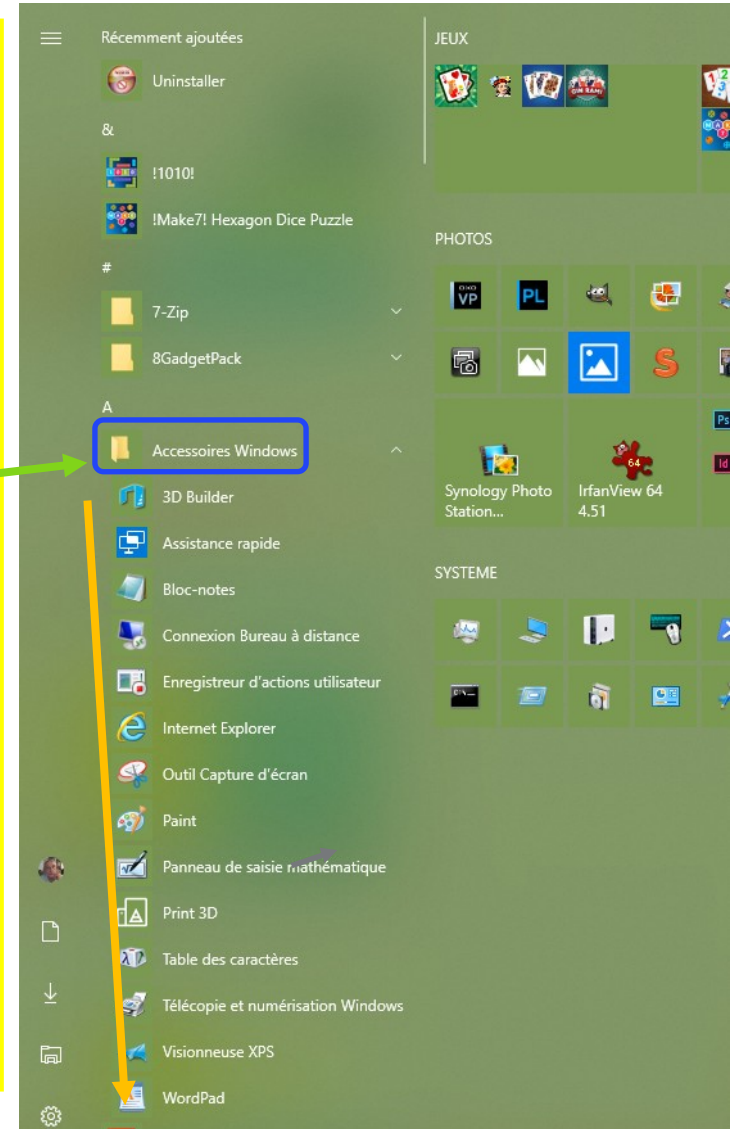 Récemment ajoutées
Uninstaller
&
!1010!
!Make7! Hexagon Dice Puzzle
#
7-Zip
8GadgetPack
A
Accessoires Windows
3D Builder
Assistance rapide
Bloc-notes
Connexion Bureau à distance
Enregistreur d'actions utilisateur
Internet Explorer
Outil Capture d'écran
Paint
Panneau de saisie mathématique
Print 3D
Table des caractères
Télécopie et numérisation Windows
Visionneuse XPS
WordPad
JEUX
GIN RAMI
PHOTOS
VP
PL
S
Ps
Id
64
Synology Photo
Station...
IrfanView 64
4.51
SYSTEME